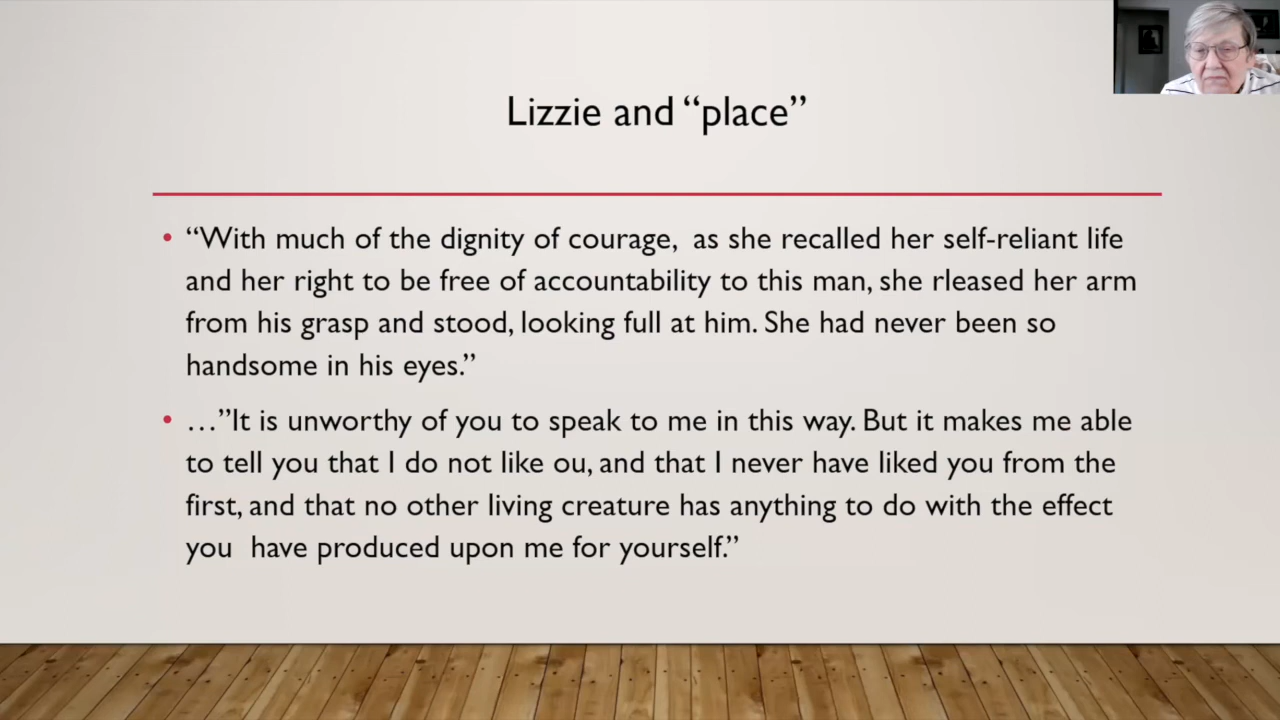 Lizzie and “place”
• “With much of the dignity of courage,  as she recalled her self-reliant life
and her right to be free of accountability to this man, she rleased her arm
from his grasp and stood, looking full at him. She had never been so
handsome in his eyes.”
• …”It is unworthy of you to speak to me in this way. But it makes me able
to tell you that I do not like ou, and that I never have liked you from the
first, and that no other living creature has anything to do with the effect
you  have produced upon me for yourself.”